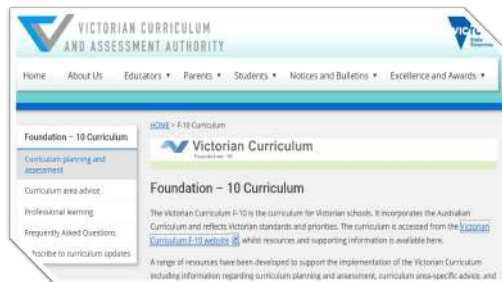 VICTORIAN CURRICULUM
AND ASSESSMENT AUTHORITY
Home About Us Educators Parents Students Notices and Bulletins Excellence and Awards
Foundation – 10 Curriculum
Curriculum planning and
assessment
Curriculum area advice
Professional learning
Frequently Asked Questions
scribe to curriculum updates
HOME > F-10 Curriculum
Victorian Curriculum
Foundation-10
Foundation – 10 Curriculum
The Victorian Curriculum F-10 is the curriculum for Victorian schools. It incorporates the Australian
Curriculum and reflects Victorian standards and priorities. The curriculum is accessed from the Victorian
Curriculum F-10 website, whilst resources and supporting information is available here.
A range of resources have been developed to support the implementation of the Victorian Curriculum
including information regarding curriculum planning and assessment, curriculum area-specific advice, and